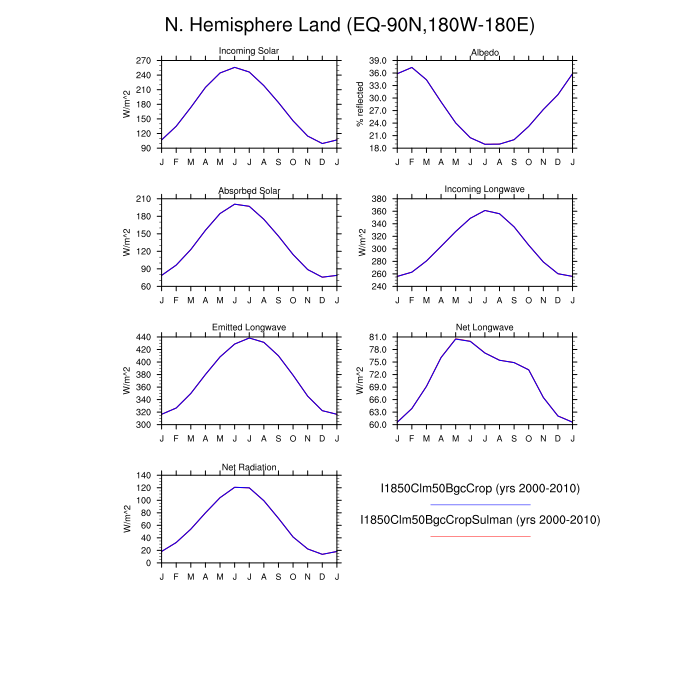 N. Hemisphere Land (EQ-90N,180W-180E)
Incoming Solar
W/m^2
270
240
210
180
150
120
90
J F M A M J J A S O N D J
Albedo
% reflected
39.0
36.0
33.0
30.0
27.0
24.0
21.0
18.0
J F M A M J J A S O N D J
Absorbed Solar
W/m^2
210
180
150
120
90
60
J F M A M J J A S O N D J
Incoming Longwave
W/m^2
380
360
340
320
300
280
260
240
J F M A M J J A S O N D J
Emitted Longwave
W/m^2
440
420
400
380
360
340
320
300
J F M A M J J A S O N D J
Net Longwave
W/m^2
81.0
78.0
75.0
72.0
69.0
66.0
63.0
60.0
J F M A M J J A S O N D J
Net Radiation
W/m^2
140
120
100
80
60
40
20
0
J F M A M J J A S O N D J
I1850Clm50BgcCrop (yrs 2000-2010)
I1850Clm50BgcCropSulman (yrs 2000-2010)